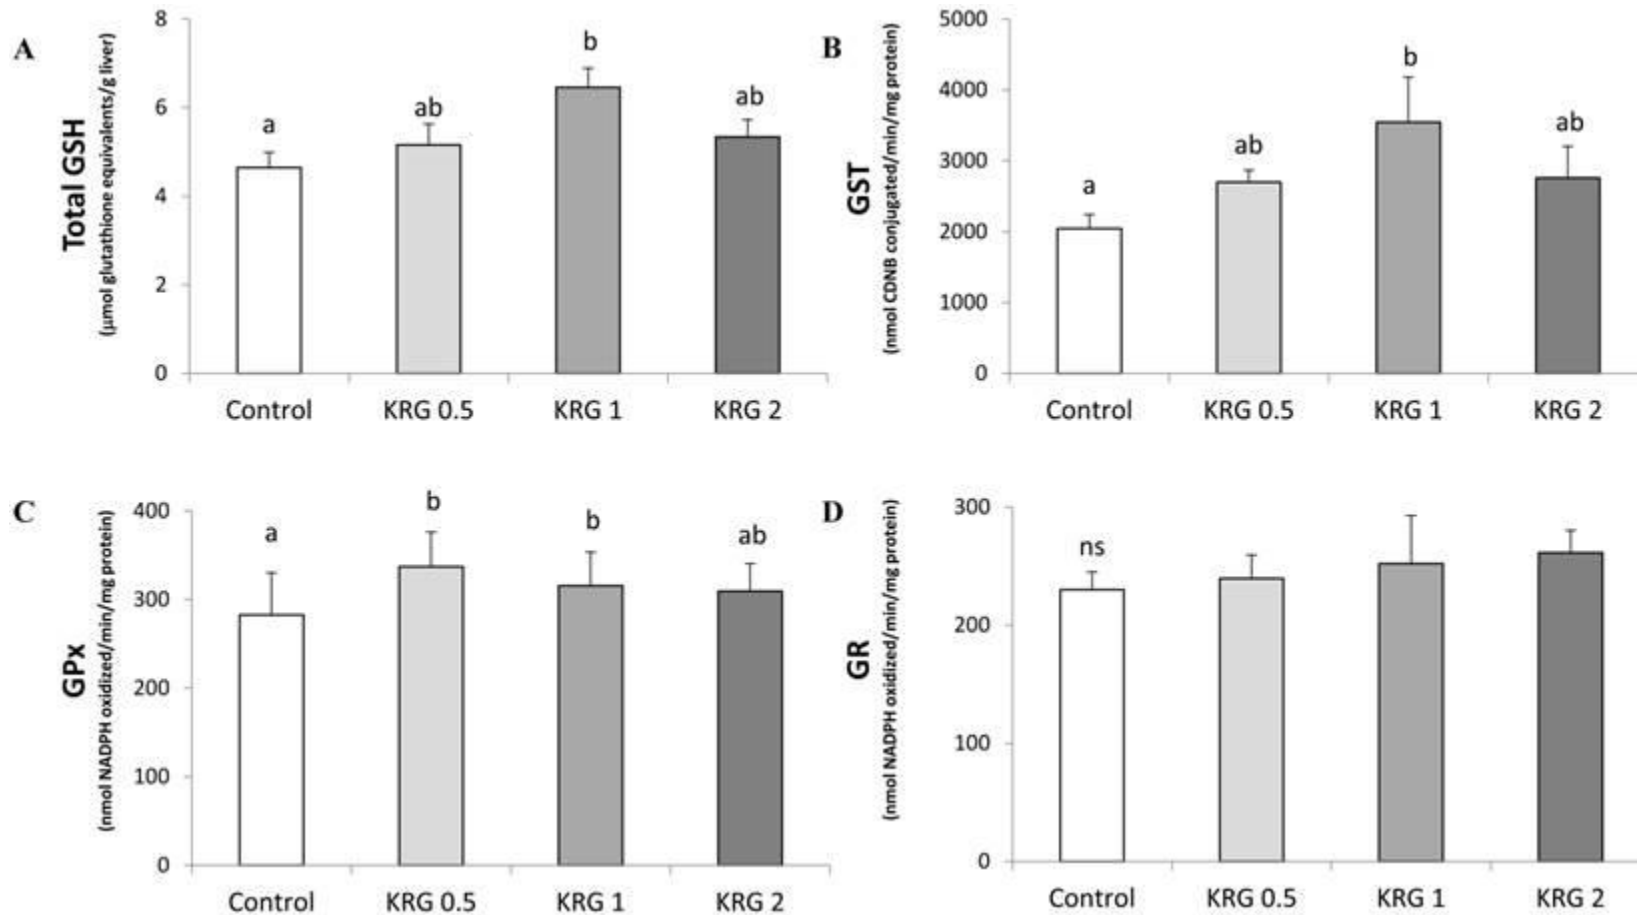 A
Total GSH
(µmol glutathione equivalents/g liver)
8
6
4
2
0
a
ab
b
ab
Control KRG 0.5 KRG 1 KRG 2
B
GST
(nmol CDNB conjugated/min/mg protein)
5000
4000
3000
2000
1000
0
a
ab
b
ab
Control KRG 0.5 KRG 1 KRG 2
C
GPx
(nmol NADPH oxidized/min/mg protein)
400
300
200
100
0
a
b
b
ab
Control KRG 0.5 KRG 1 KRG 2
D
GR
(nmol NADPH oxidized/min/mg protein)
300
200
100
0
ns
Control KRG 0.5 KRG 1 KRG 2